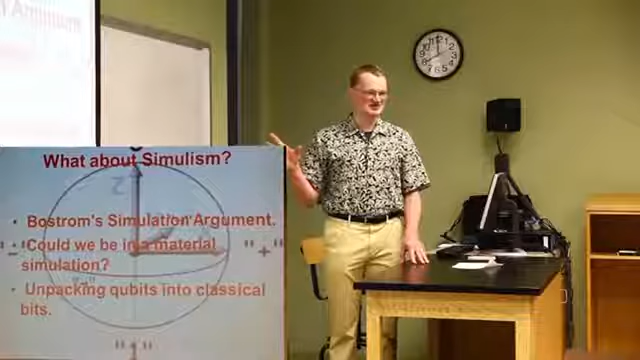 What about Simulism?
• Bostrom's Simulation Argument.
• Could we be in a material
simulation?
• Unpacking qubits into classical
bits.
"+"